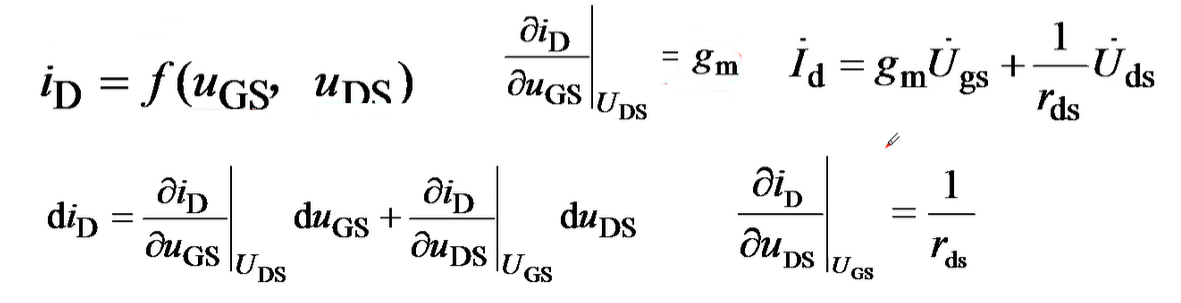 i_D = f(u_GS, u_DS)
∂i_D/∂u_GS |_U_DS = g_m
İ_d = g_m U̇_gs + 1/r_ds U̇_ds
di_D = ∂i_D/∂u_GS |_U_DS du_GS + ∂i_D/∂u_DS |_U_GS du_DS
∂i_D/∂u_DS |_U_GS = 1/r_ds